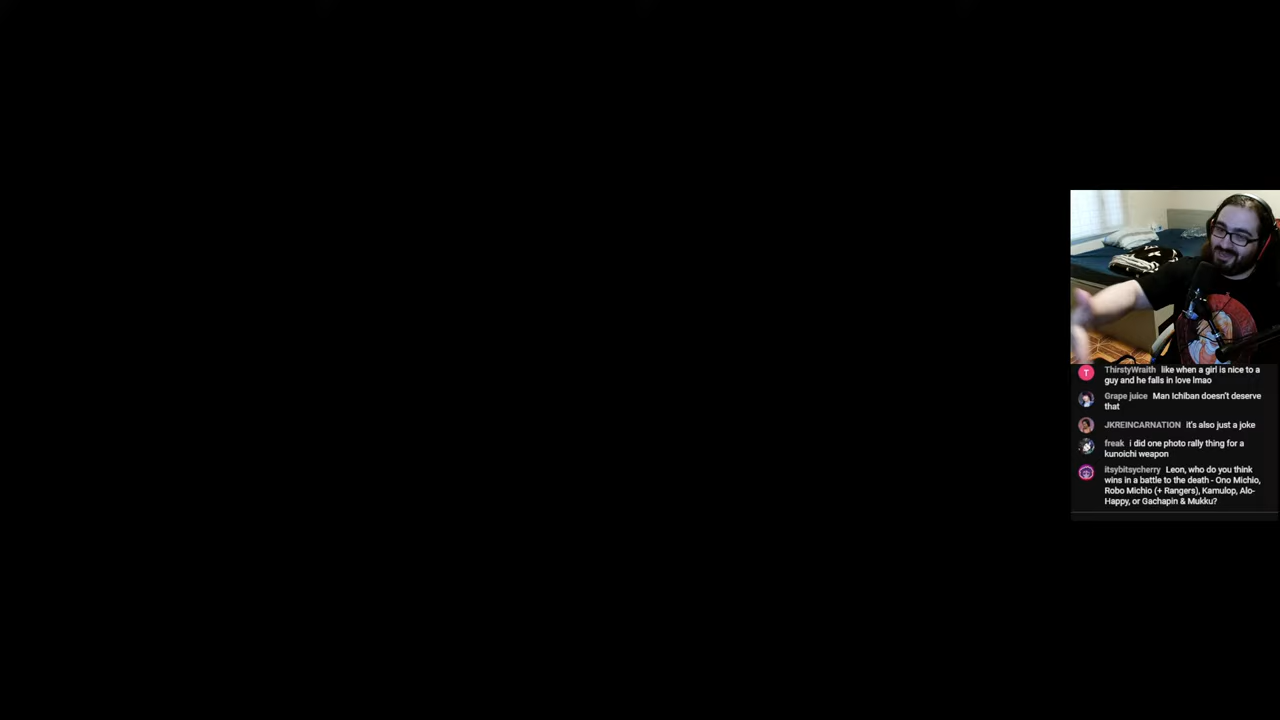 T
ThirstyWraith like when a girl is nice to a
guy and he falls in love lmao
Grape juice Man Ichiban doesn't deserve
that
JKREINCARNATION it's also just a joke
freak i did one photo rally thing for a
kunoichi weapon
itsybitsycherry Leon, who do you think
wins in a battle to the death - Ono Michio,
Robo Michio (+ Rangers), Kamulop, Alo-
Happy, or Gachapin & Mukku?